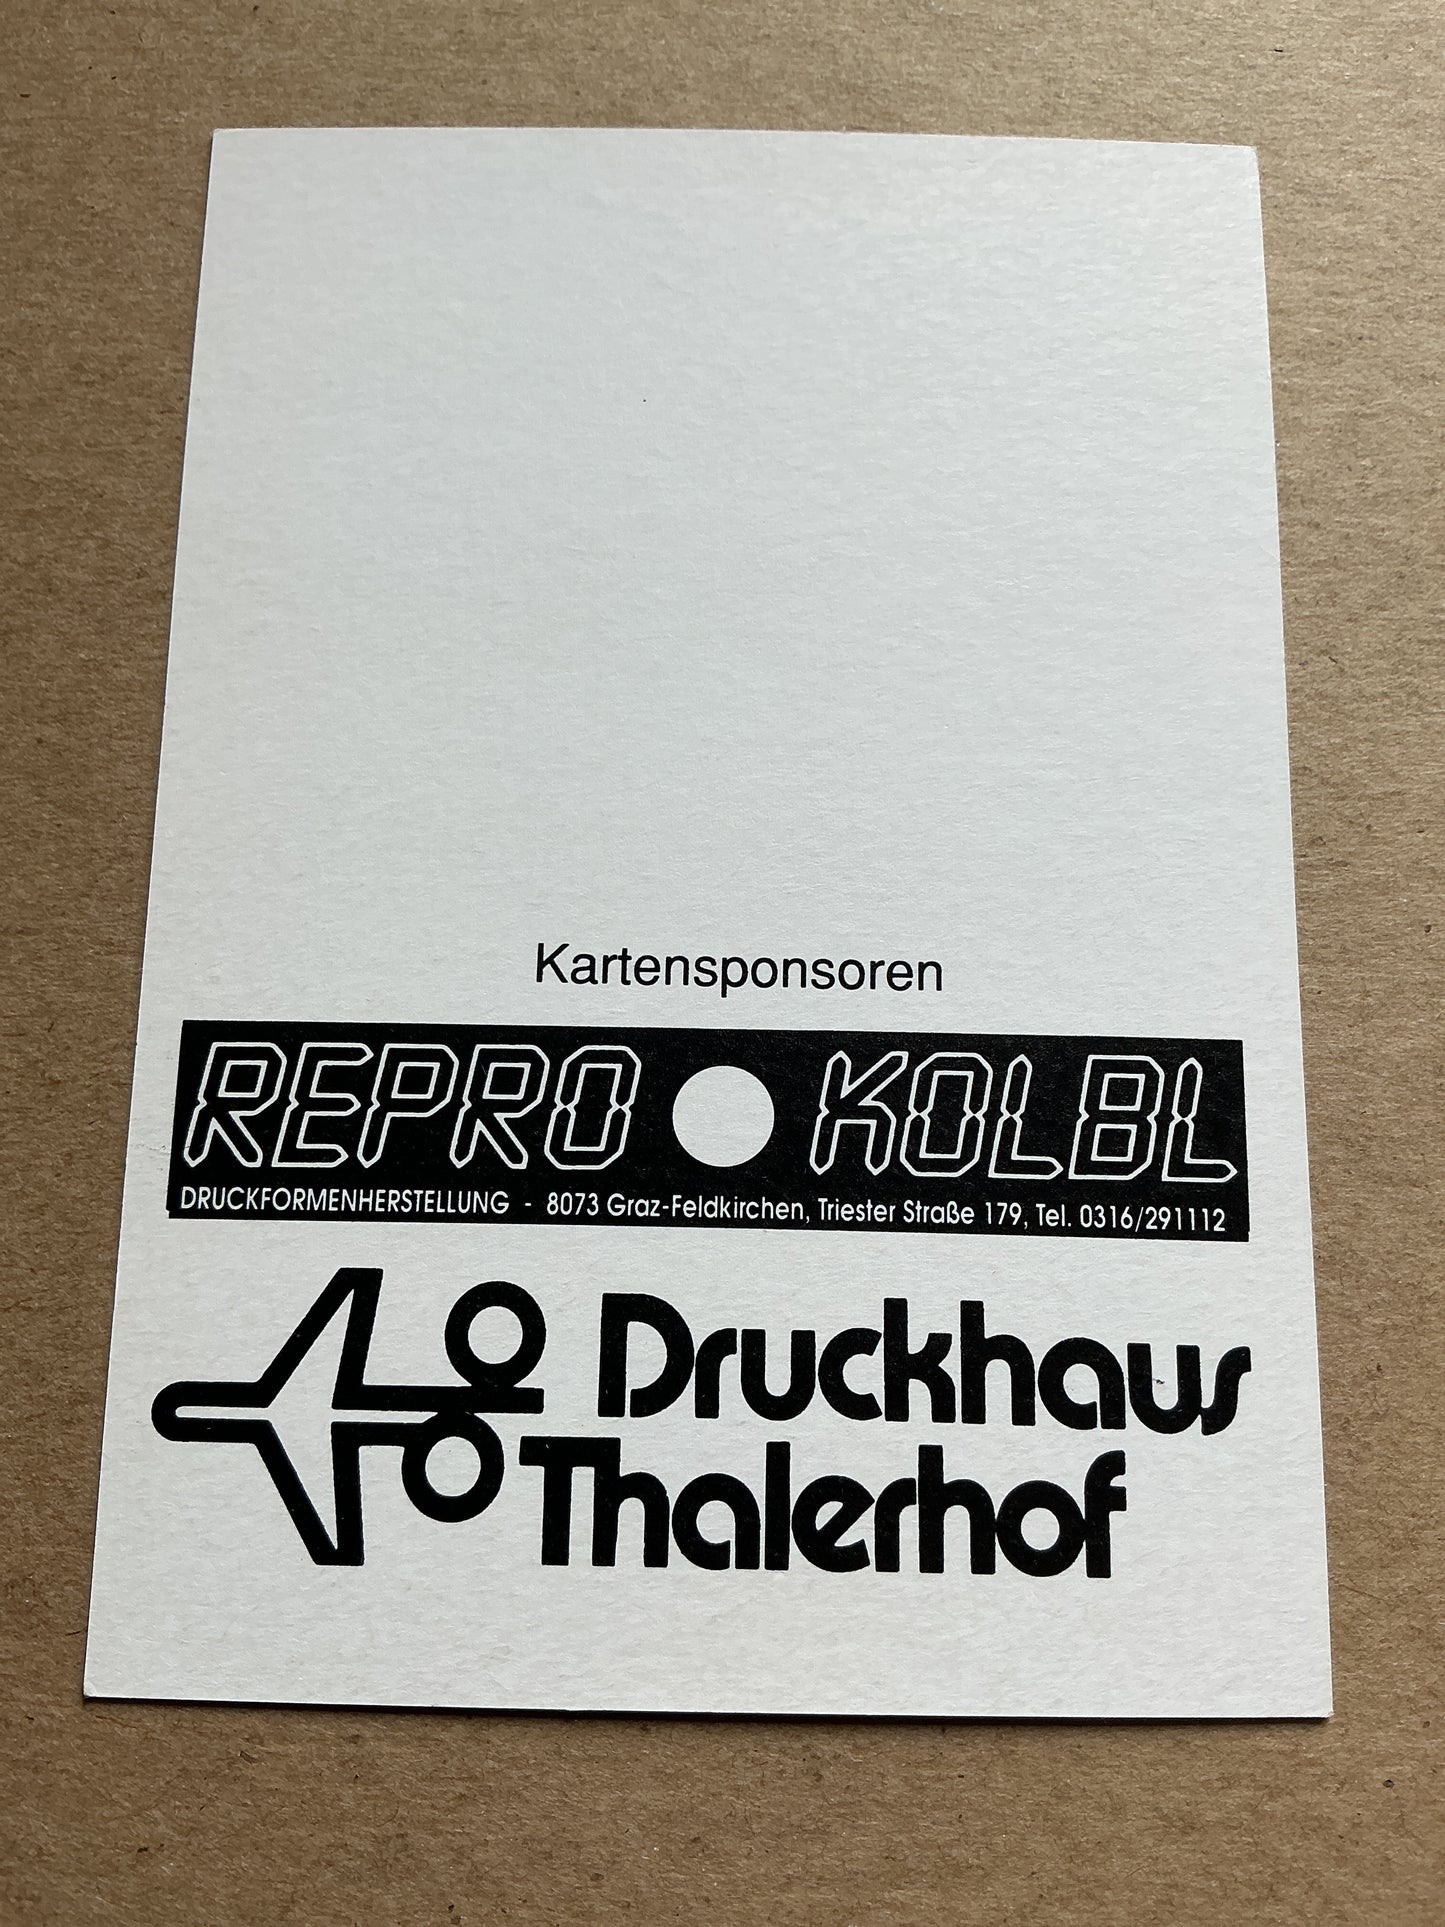 Kartensponsoren
REPRO KOLBL
DRUCKFORMENHERSTELLUNG - 8073 Graz-Feldkirchen, Triester Straße 179, Tel. 0316/291112
Druckhaus
Thalerhof